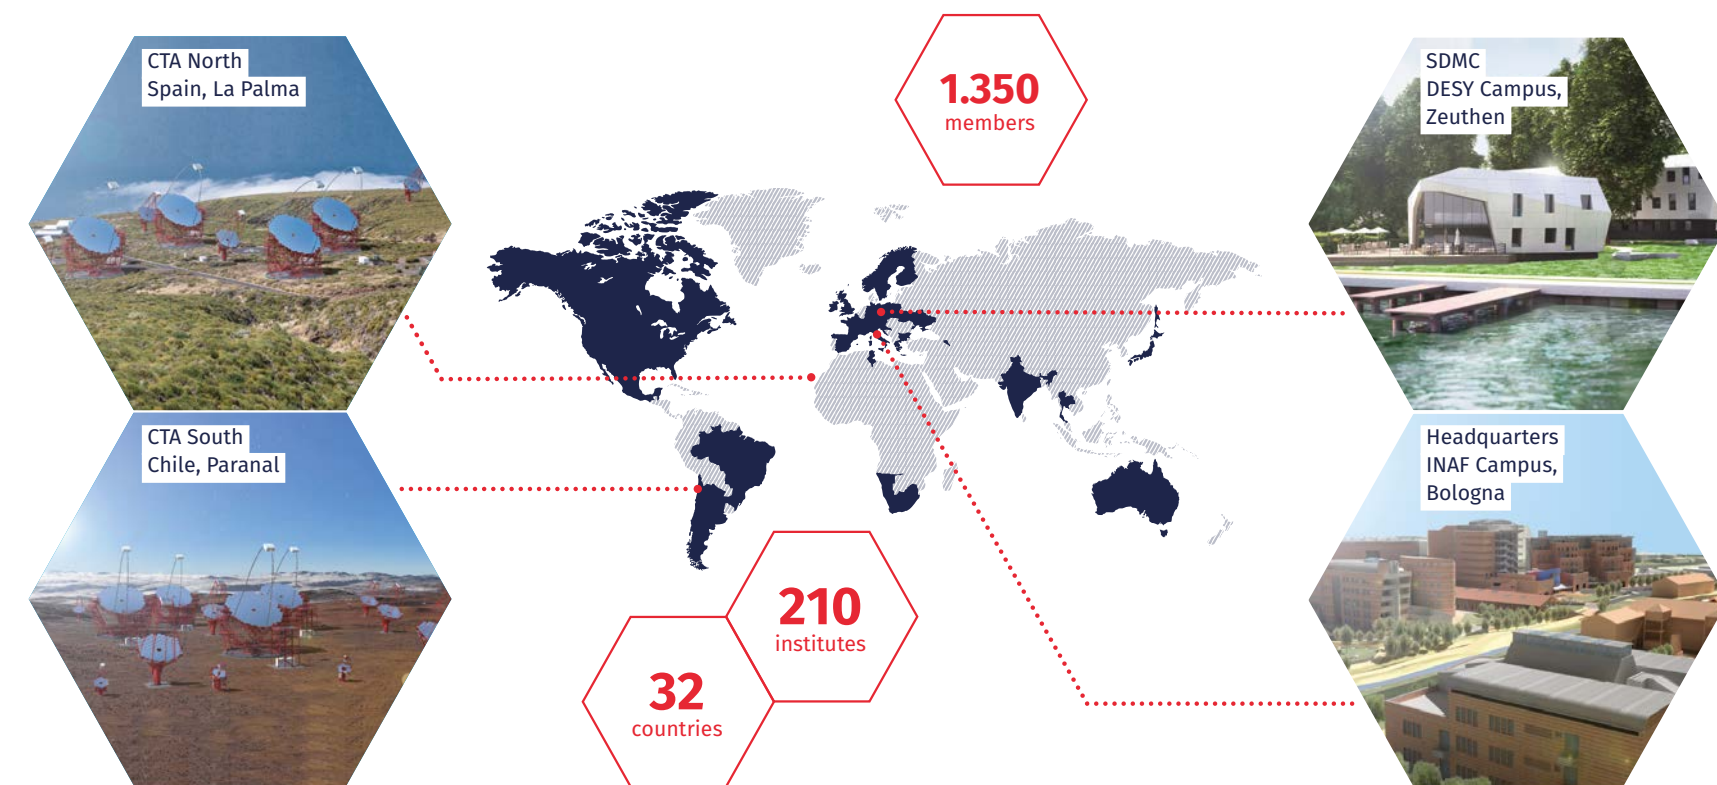 CTA North
Spain, La Palma
1.350
members
SDMC
DESY Campus,
Zeuthen
CTA South
Chile, Paranal
Headquarters
INAF Campus,
Bologna
210
institutes
32
countries